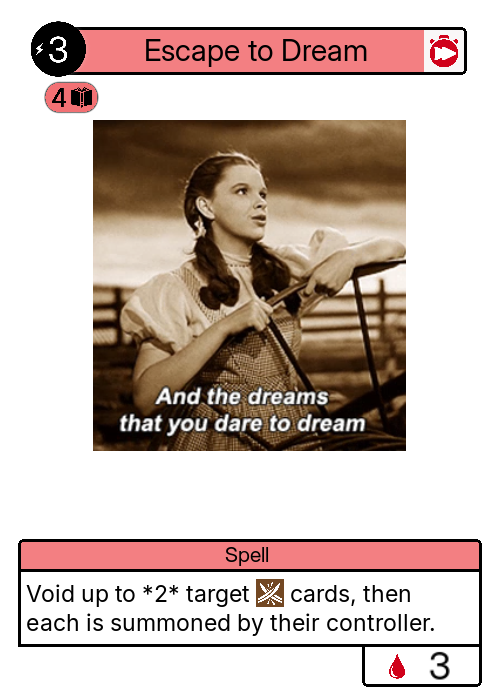 3
Escape to Dream
4
And the dreams
that you dare to dream
Spell
Void up to *2* target cards, then
each is summoned by their controller.
3